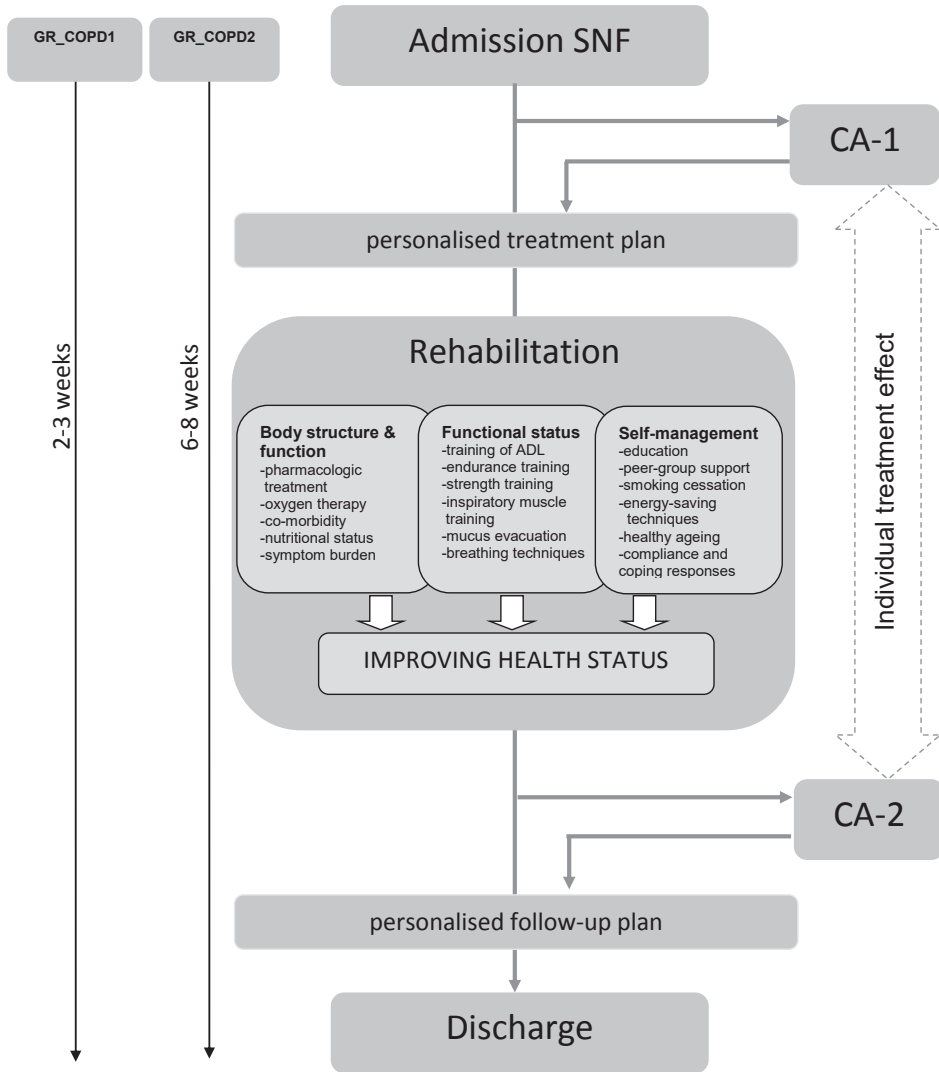 GR_COPD1
GR_COPD2
Admission SNF
CA-1
personalised treatment plan
2-3 weeks
6-8 weeks
Rehabilitation
Body structure &
function
-pharmacologic
treatment
-oxygen therapy
-co-morbidity
-nutritional status
-symptom burden
Functional status
-training of ADL
-endurance training
-strength training
-inspiratory muscle
training
-mucus evacuation
-breathing techniques
Self-management
-education
-peer-group support
-smoking cessation
-energy-saving
techniques
-healthy ageing
-compliance and
coping responses
IMPROVING HEALTH STATUS
Individual treatment effect
CA-2
personalised follow-up plan
Discharge